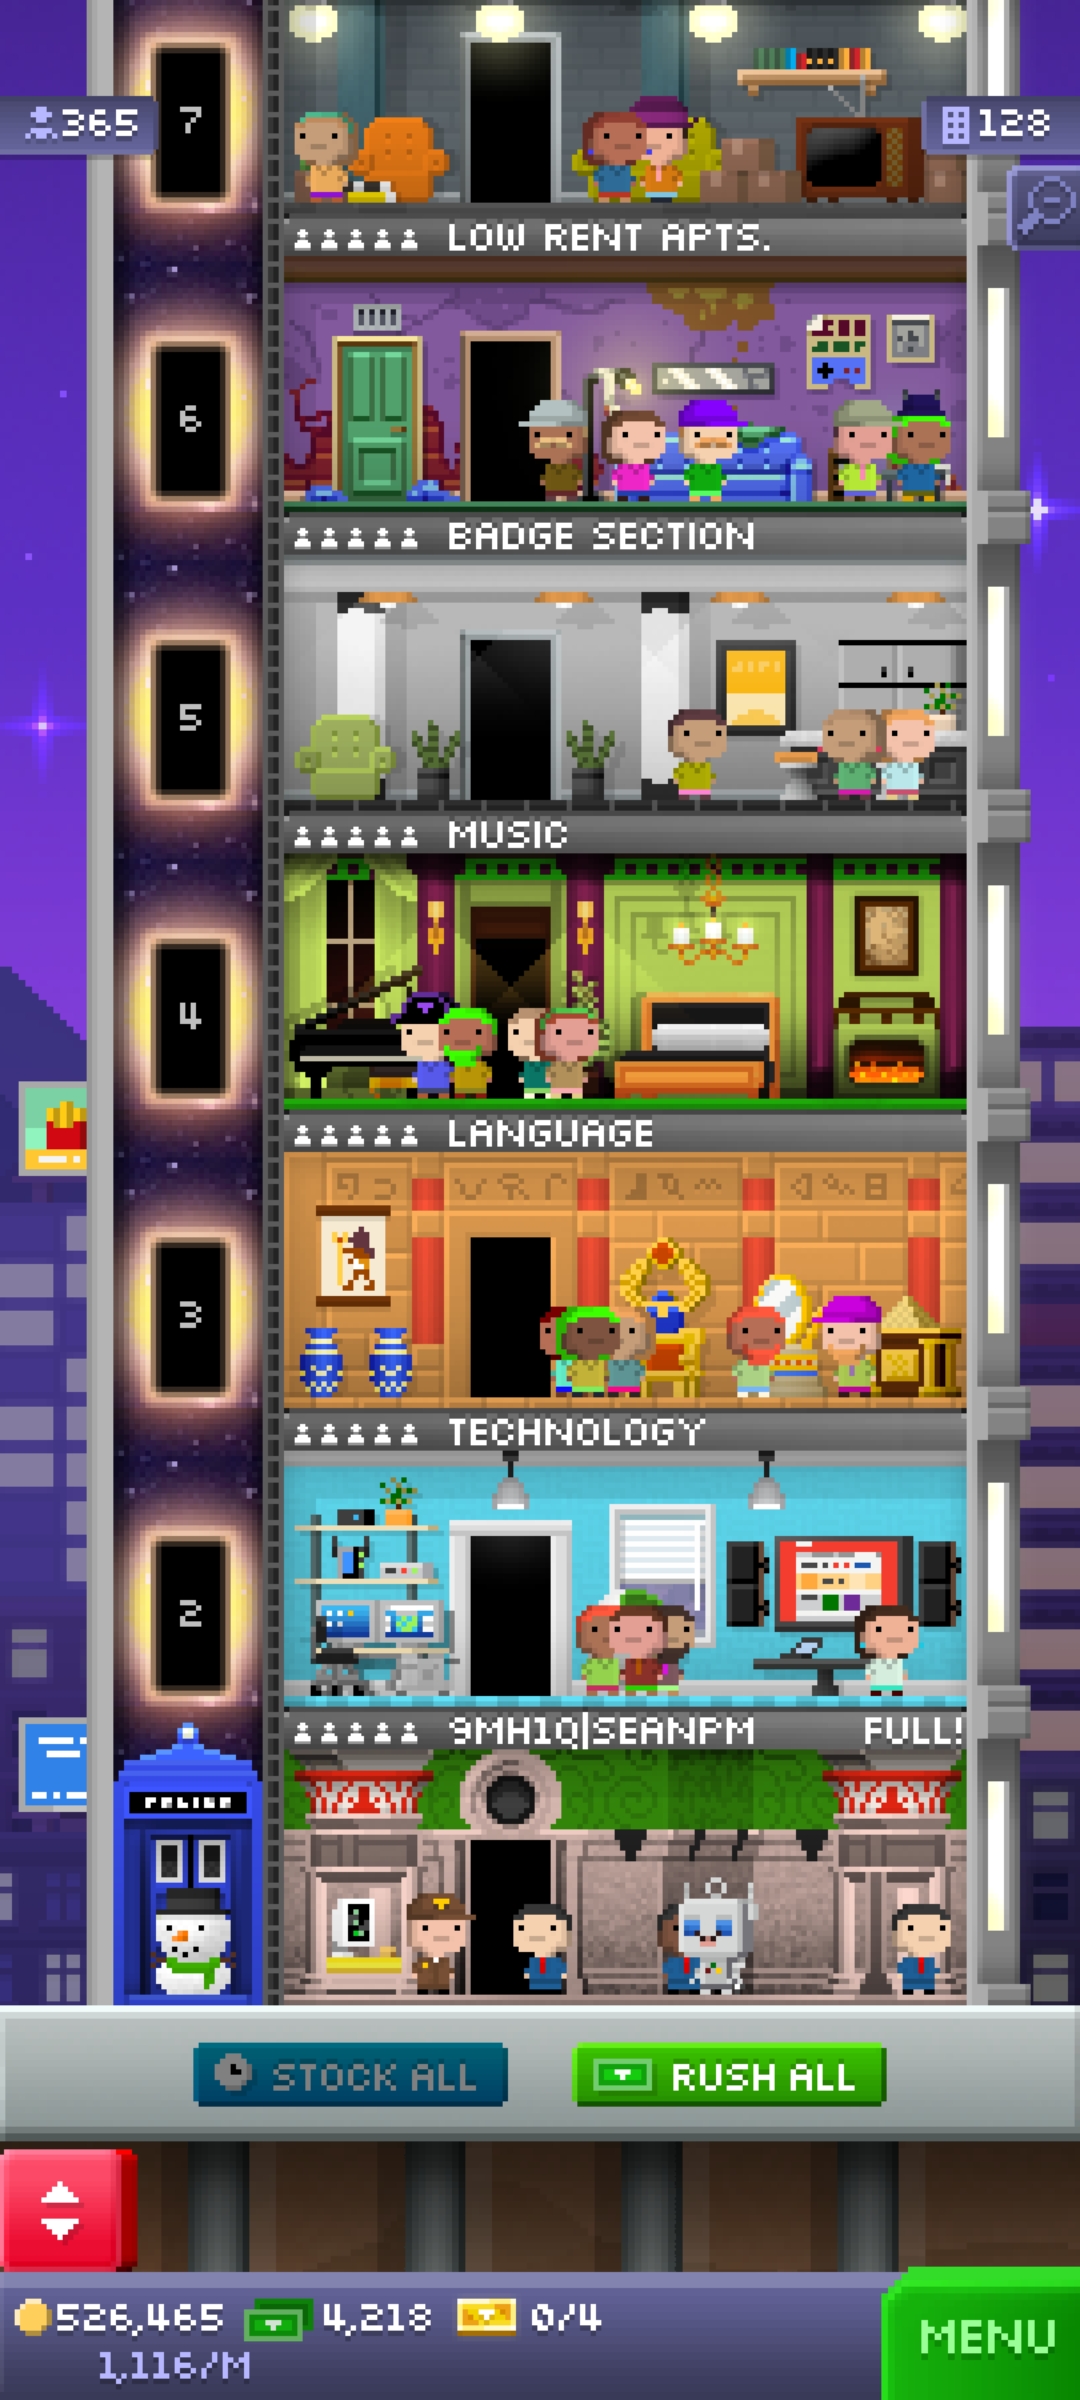 7
365
128
LOW RENT APTS.
6
BADGE SECTION
5
MUSIC
4
LANGUAGE
3
TECHNOLOGY
2
9MH1Q|SEANPM FULL!
POLICE
STOCK ALL
RUSH ALL
526,465
4,218
0/4
1,116/M
MENU